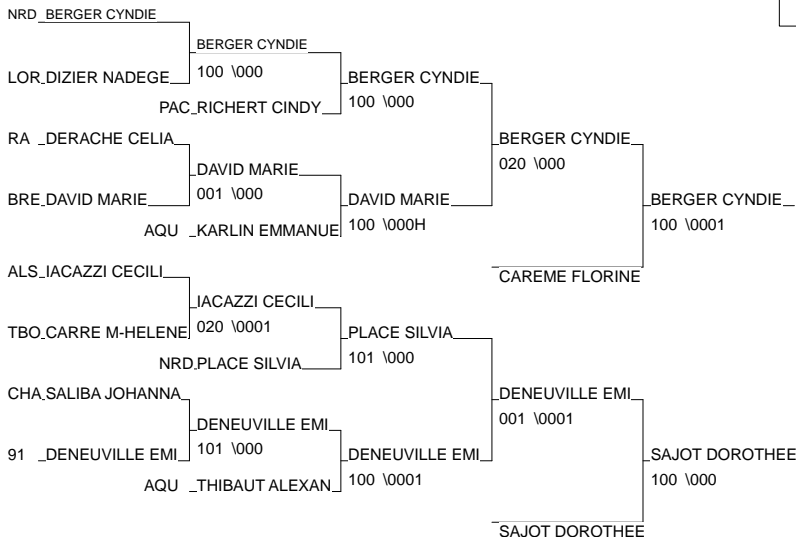 NRD BERGER CYNDIE
BERGER CYNDIE
LOR DIZIER NADEGE
100 \000
BERGER CYNDIE
PAC RICHERT CINDY
100 \000
RA DERACHE CELIA
BERGER CYNDIE
DAVID MARIE
020 \000
001 \000
BRE DAVID MARIE
DAVID MARIE
BERGER CYNDIE
AQU KARLIN EMMANUE
100 \000H
100 \0001
ALS IACAZZI CECILI
CAREME FLORINE
IACAZZI CECILI
TBO CARRE M-HELENE
020 \0001
PLACE SILVIA
NRD PLACE SILVIA
101 \000
CHA SALIBA JOHANNA
DENEUVILLE EMI
DENEUVILLE EMI
001 \0001
101 \000
91 DENEUVILLE EMI
DENEUVILLE EMI
SAJOT DOROTHEE
AQU THIBAUT ALEXAN
100 \0001
100 \000
SAJOT DOROTHEE